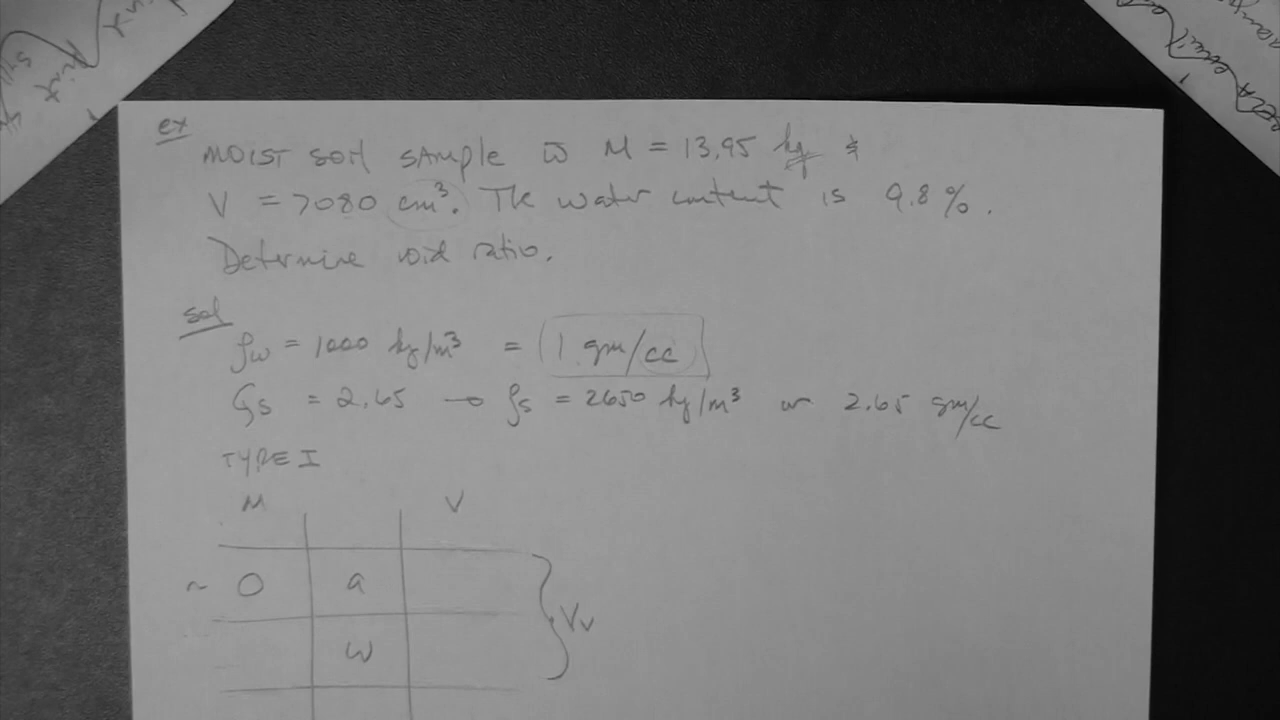 ex
MOIST SOIL SAMPLE w M = 13.95 kg &
V = 7080 cm³. The water content is 9.8%.
Determine void ratio.
Sol
ρw = 1000 kg/m³ = 1 gm/cc
Gs = 2.65 → ρs = 2650 kg/m³ or 2.65 gm/cc
TYPE I
M V
~ 0 a
Vv
w